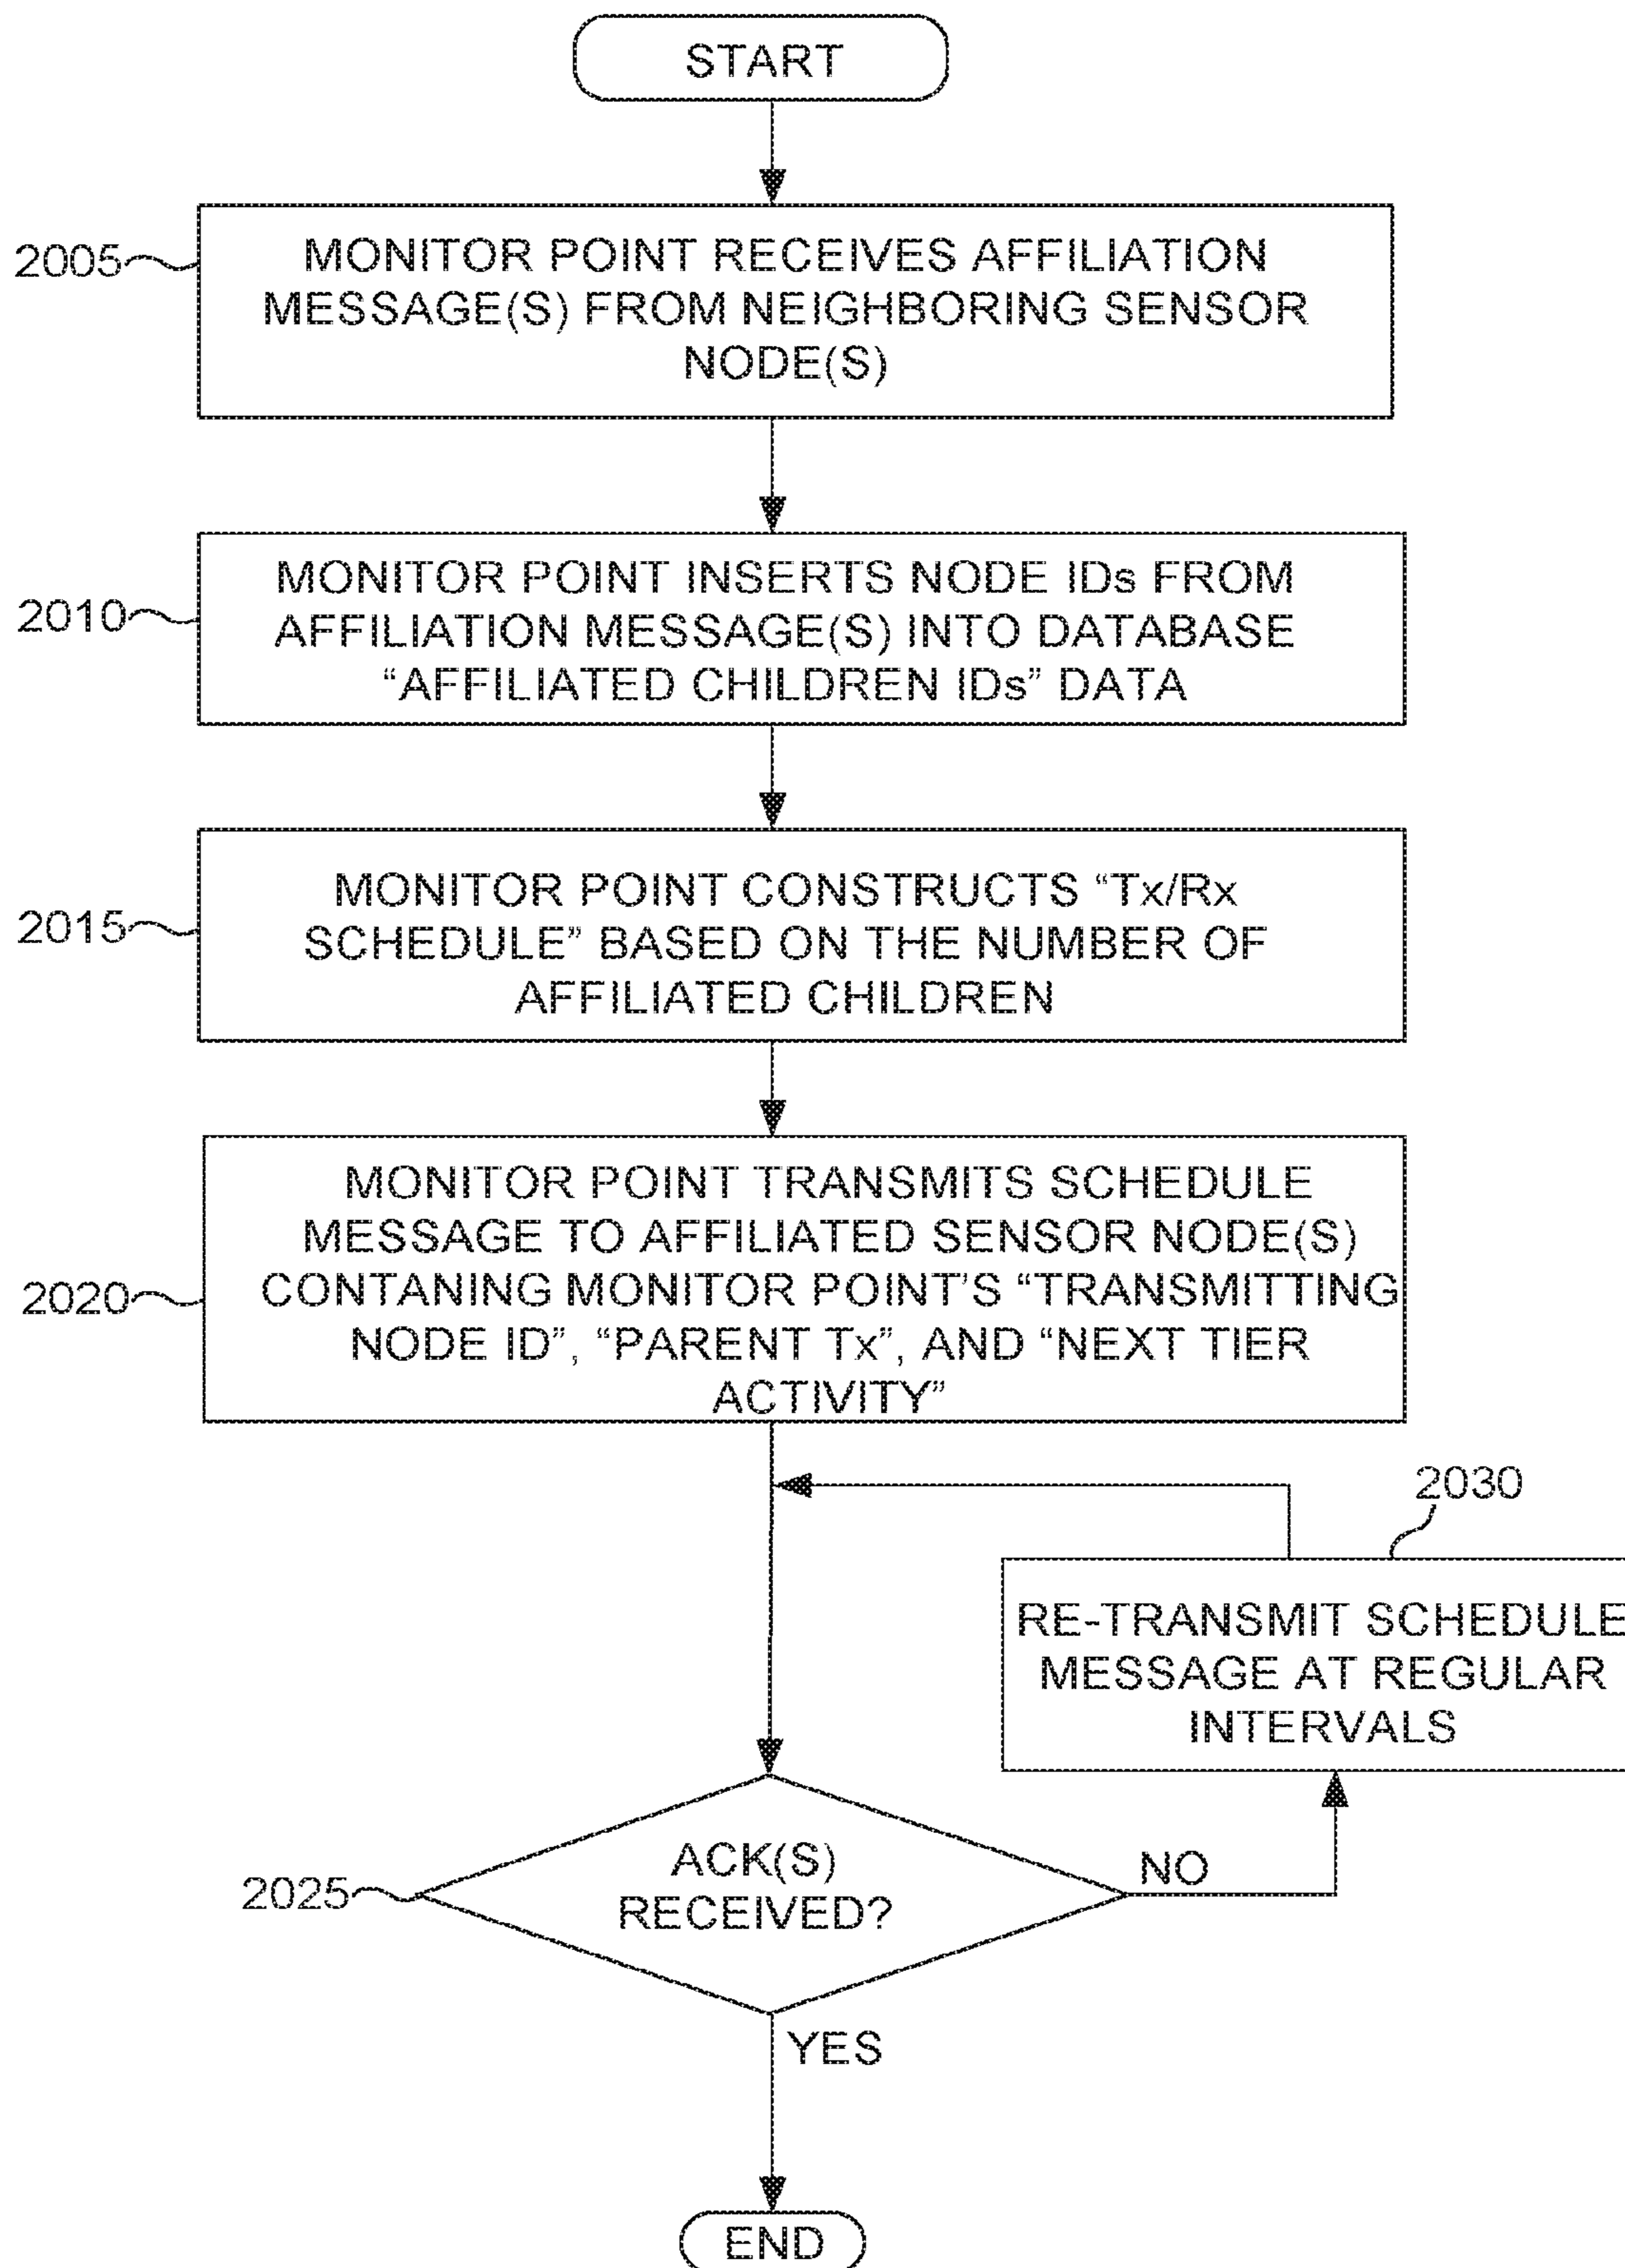 START
2005
MONITOR POINT RECEIVES AFFILIATION
MESSAGE(S) FROM NEIGHBORING SENSOR
NODE(S)
2010
MONITOR POINT INSERTS NODE IDs FROM
AFFILIATION MESSAGE(S) INTO DATABASE
“AFFILIATED CHILDREN IDs” DATA
2015
MONITOR POINT CONSTRUCTS “Tx/Rx
SCHEDULE” BASED ON THE NUMBER OF
AFFILIATED CHILDREN
2020
MONITOR POINT TRANSMITS SCHEDULE
MESSAGE TO AFFILIATED SENSOR NODE(S)
CONTANING MONITOR POINT’S “TRANSMITTING
NODE ID”, “PARENT Tx”, AND “NEXT TIER
ACTIVITY”
2030
RE-TRANSMIT SCHEDULE
MESSAGE AT REGULAR
INTERVALS
2025
ACK(S)
RECEIVED?
NO
YES
END